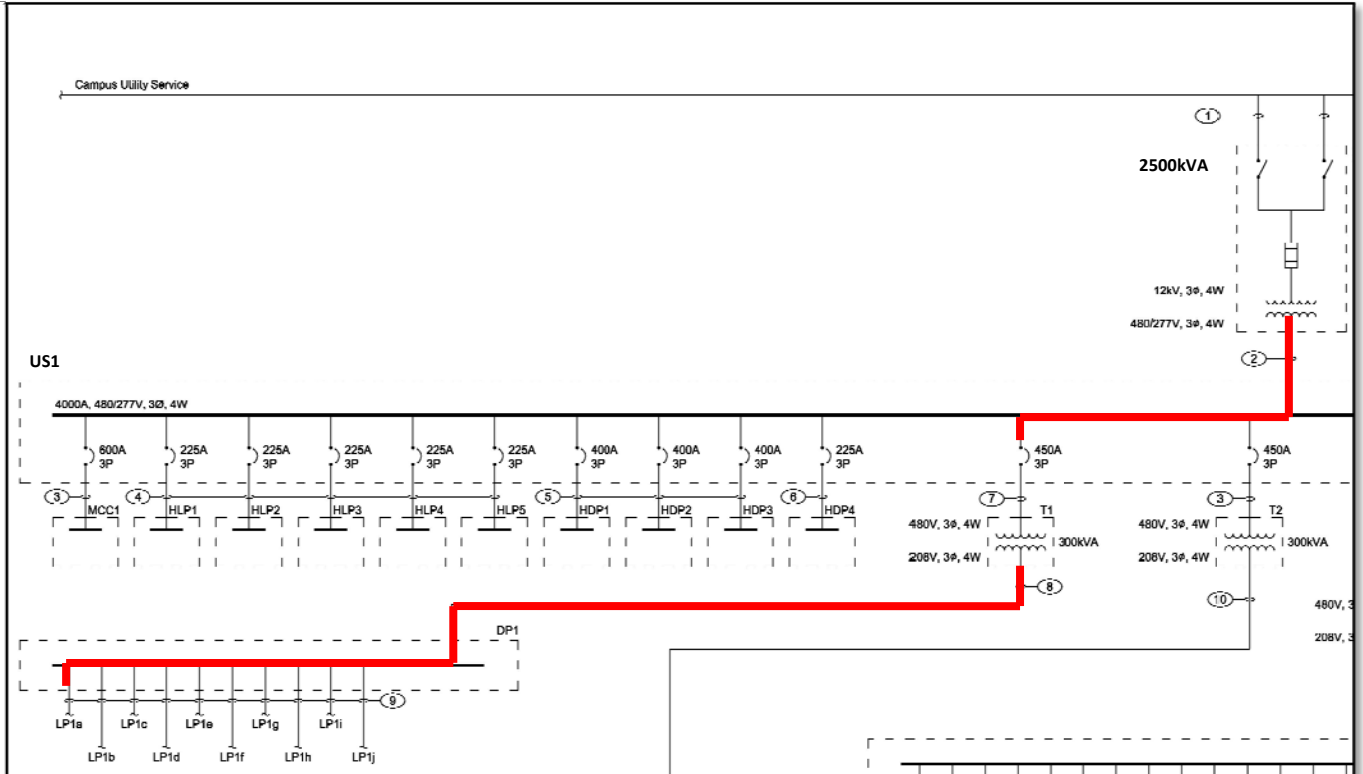 Campus Utility Service
1
2500kVA
12kV, 3ø, 4W
480/277V, 3ø, 4W
2
US1
4000A, 480/277V, 3Ø, 4W
600A
3P
225A
3P
225A
3P
225A
3P
225A
3P
225A
3P
400A
3P
400A
3P
400A
3P
225A
3P
450A
3P
450A
3P
3
4
5
6
7
3
MCC1
HLP1
HLP2
HLP3
HLP4
HLP5
HDP1
HDP2
HDP3
HDP4
T1
T2
480V, 3ø, 4W
300kVA
208V, 3ø, 4W
480V, 3ø, 4W
300kVA
208V, 3ø, 4W
8
10
480V, 3
208V, 3
DP1
9
LP1a
LP1c
LP1e
LP1g
LP1i
LP1b
LP1d
LP1f
LP1h
LP1j